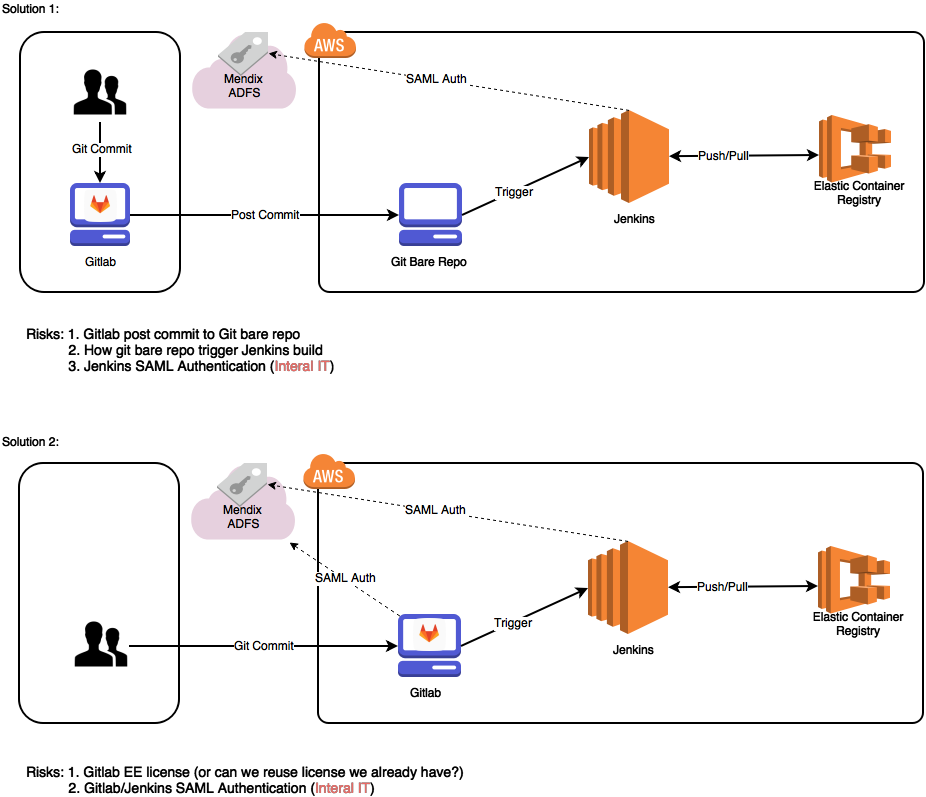 Solution 1:
AWS
Mendix
ADFS
SAML Auth
Git Commit
Push/Pull
Elastic Container
Registry
Trigger
Post Commit
Jenkins
Gitlab
Git Bare Repo
Risks: 1. Gitlab post commit to Git bare repo
2. How git bare repo trigger Jenkins build
3. Jenkins SAML Authentication (Interal IT)
Solution 2:
AWS
Mendix
ADFS
SAML Auth
SAML Auth
Push/Pull
Elastic Container
Registry
Trigger
Git Commit
Jenkins
Gitlab
Risks: 1. Gitlab EE license (or can we reuse license we already have?)
2. Gitlab/Jenkins SAML Authentication (Interal IT)